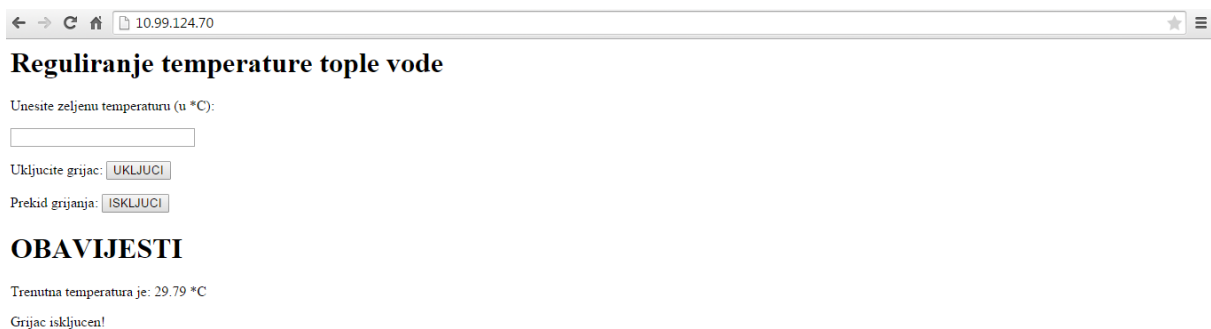 10.99.124.70
Reguliranje temperature tople vode
Unesite zeljenu temperaturu (u *C):
Ukljucite grijac: UKLJUCI
Prekid grijanja: ISKLJUCI
OBAVIJESTI
Trenutna temperatura je: 29.79 *C
Grijac iskljucen!